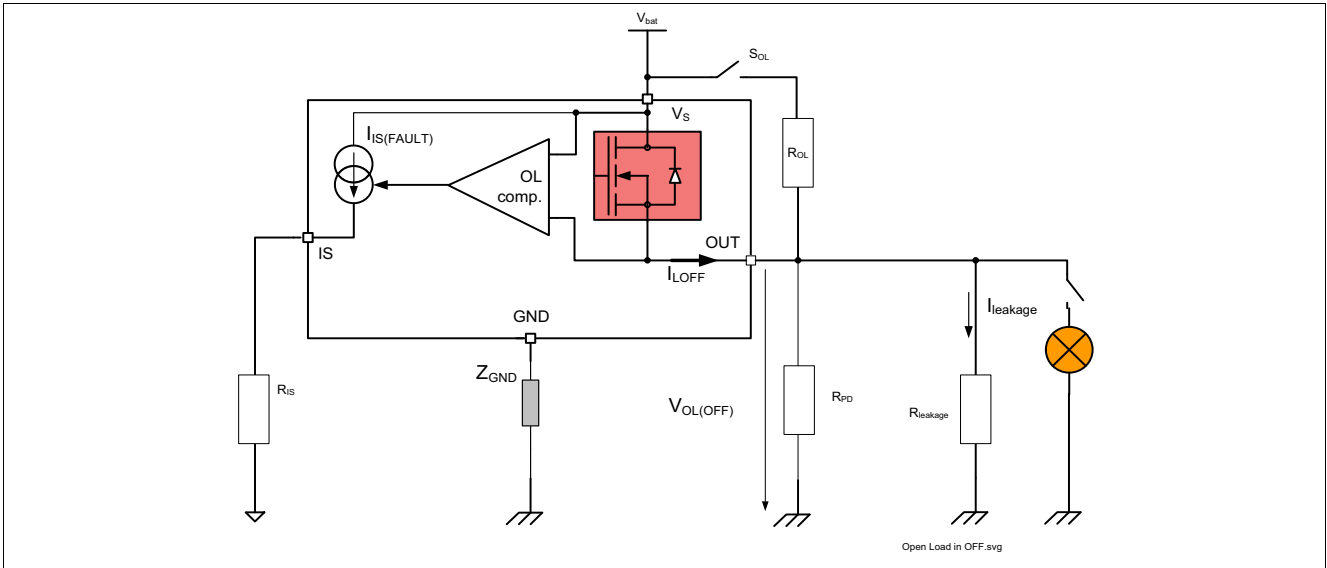 Vbat
SOL
VS
IIS(FAULT)
ROL
OL
comp.
OUT
IS
ILOFF
Ileakage
GND
ZGND
RIS
VOL(OFF)
RPD
Rleakage
Open Load in OFF.svg